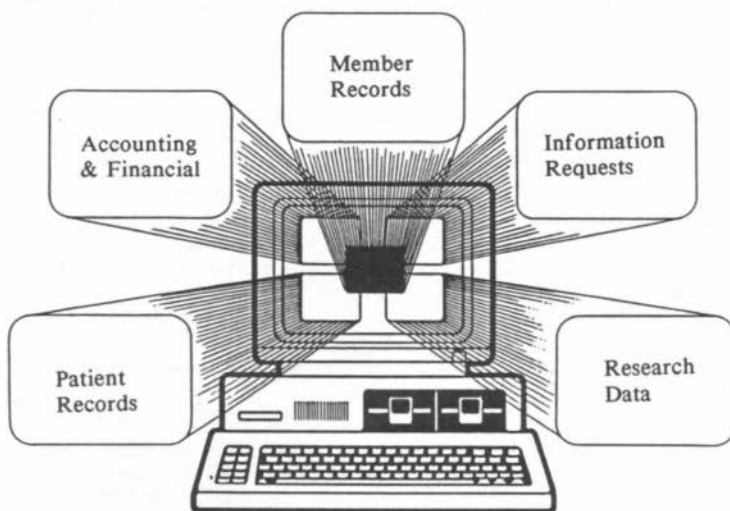 Member
Records
Accounting
& Financial
Information
Requests
Patient
Records
Research
Data